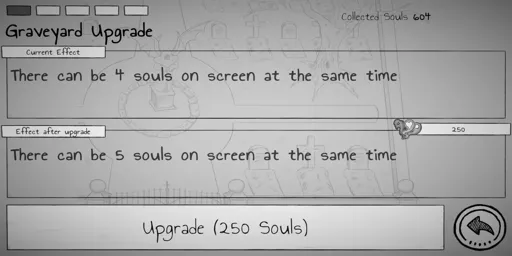 Collected Souls 604
Graveyard Upgrade
Current Effect
There can be 4 souls on screen at the same time
Effect after upgrade
250
There can be 5 souls on screen at the same time
Upgrade (250 Souls)